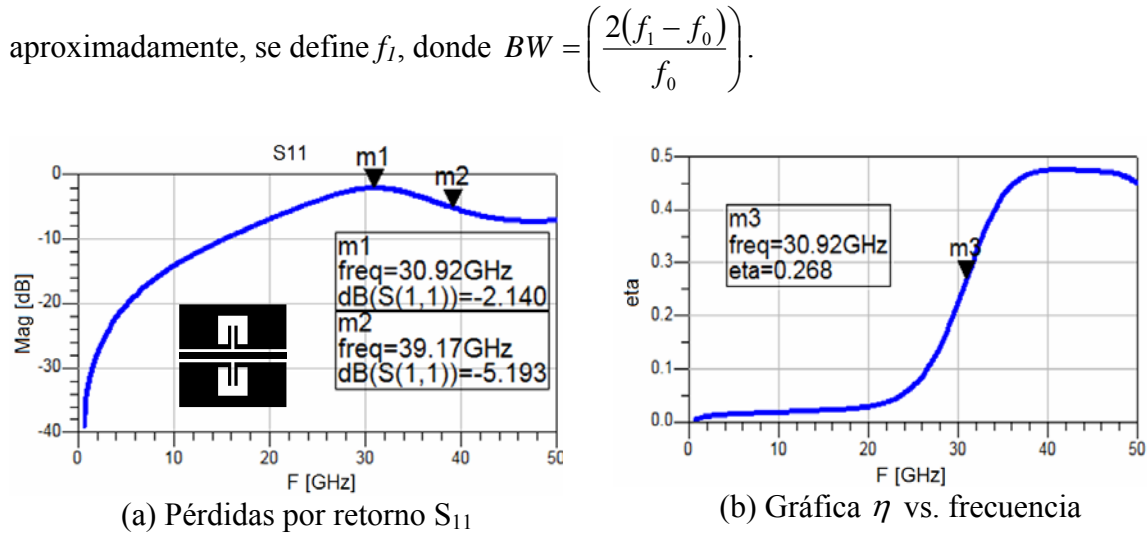 aproximadamente, se define f₁, donde BW = ( 2(f₁ − f₀) / f₀ ).
S11
m1
m2
0
-10
-20
-30
-40
Mag [dB]
m1
freq=30.92GHz
dB(S(1,1))=-2.140
m2
freq=39.17GHz
dB(S(1,1))=-5.193
0 10 20 30 40 50
F [GHz]
(a) Pérdidas por retorno S₁₁
0.5
0.4
0.3
0.2
0.1
0.0
eta
m3
freq=30.92GHz
eta=0.268
m3
0 10 20 30 40 50
F [GHz]
(b) Gráfica η vs. frecuencia